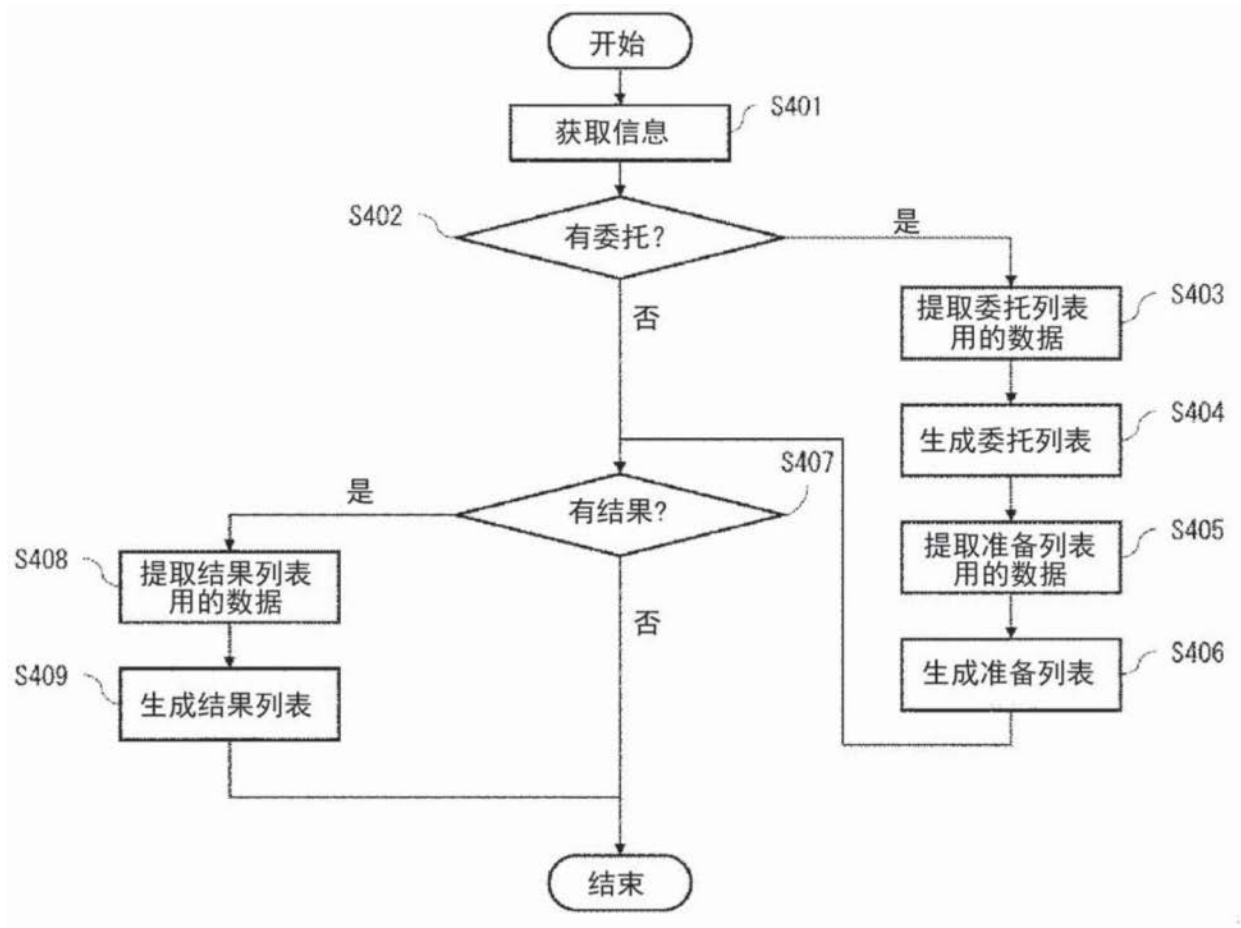 开始
获取信息
S401
S402
有委托?
是
否
提取委托列表
用的数据
S403
生成委托列表
S404
提取准备列表
用的数据
S405
生成准备列表
S406
有结果?
S407
是
否
S408
提取结果列表
用的数据
S409
生成结果列表
结束